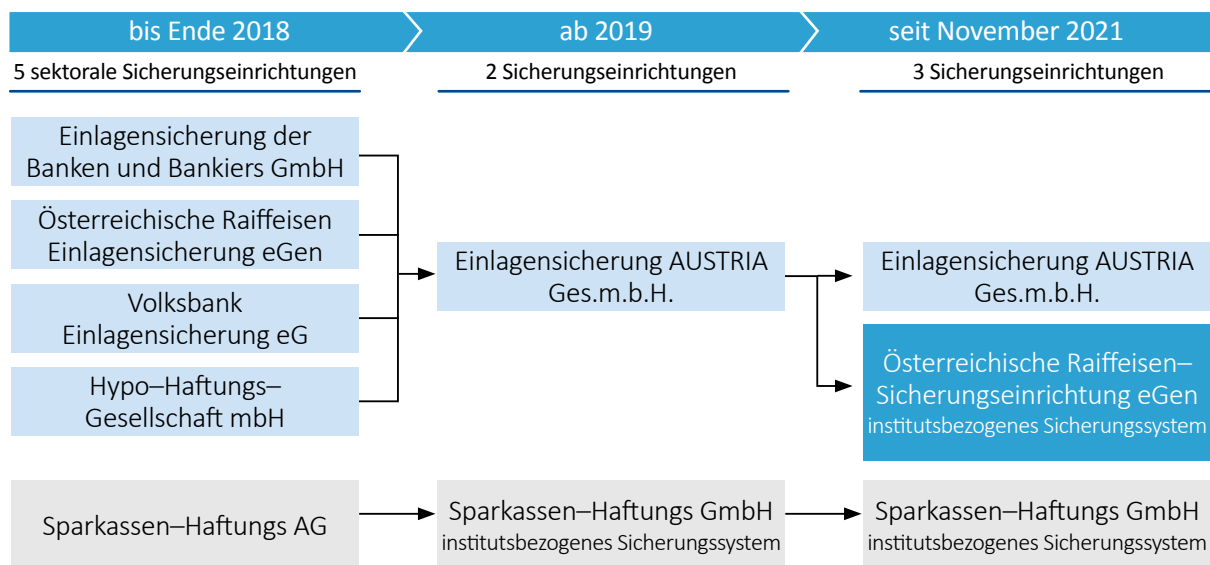 bis Ende 2018
ab 2019
seit November 2021
5 sektorale Sicherungseinrichtungen
2 Sicherungseinrichtungen
3 Sicherungseinrichtungen
Einlagensicherung der
Banken und Bankiers GmbH
Österreichische Raiffeisen
Einlagensicherung eGen
Volksbank
Einlagensicherung eG
Hypo–Haftungs–
Gesellschaft mbH
Einlagensicherung AUSTRIA
Ges.m.b.H.
Einlagensicherung AUSTRIA
Ges.m.b.H.
Österreichische Raiffeisen–
Sicherungseinrichtung eGen
institutsbezogenes Sicherungssystem
Sparkassen–Haftungs AG
Sparkassen–Haftungs GmbH
institutsbezogenes Sicherungssystem
Sparkassen–Haftungs GmbH
institutsbezogenes Sicherungssystem